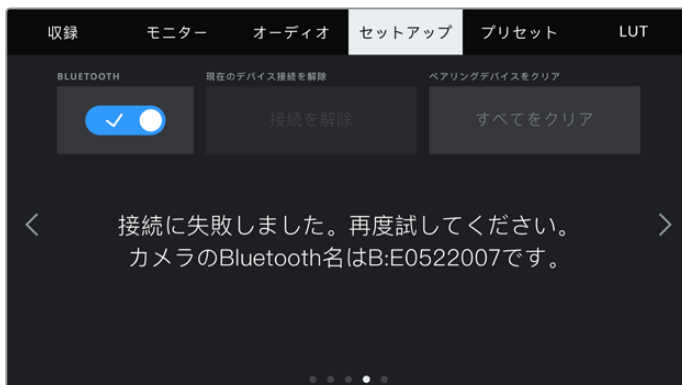 収録 モニター オーディオ セットアップ プリセット LUT
BLUETOOTH 現在のデバイス接続を解除 ペアリングデバイスをクリア
接続を解除 すべてをクリア
接続に失敗しました。再度試してください。
カメラのBluetooth名はB:E0522007です。